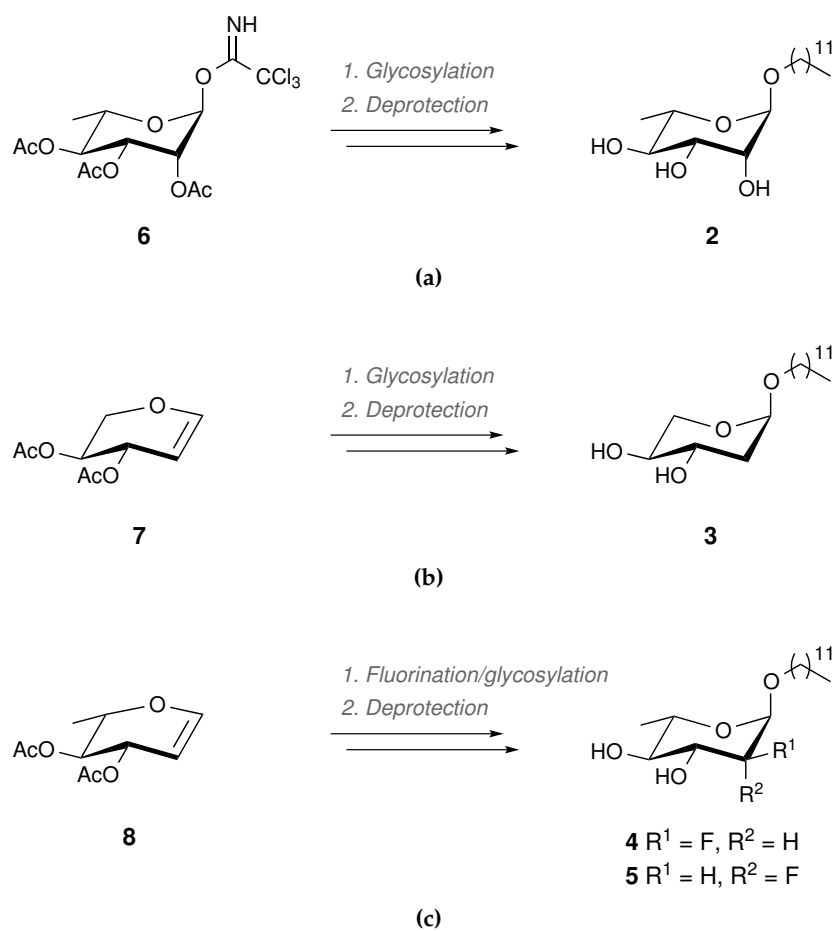 NH
O
CCl3
O
AcO
AcO
OAc
6
1. Glycosylation
2. Deprotection
11
O
O
HO
HO
OH
2
(a)
O
AcO
AcO
7
1. Glycosylation
2. Deprotection
11
O
O
HO
HO
3
(b)
O
AcO
AcO
8
1. Fluorination/glycosylation
2. Deprotection
11
O
O
HO
HO
R1
R2
4 R1 = F, R2 = H
5 R1 = H, R2 = F
(c)